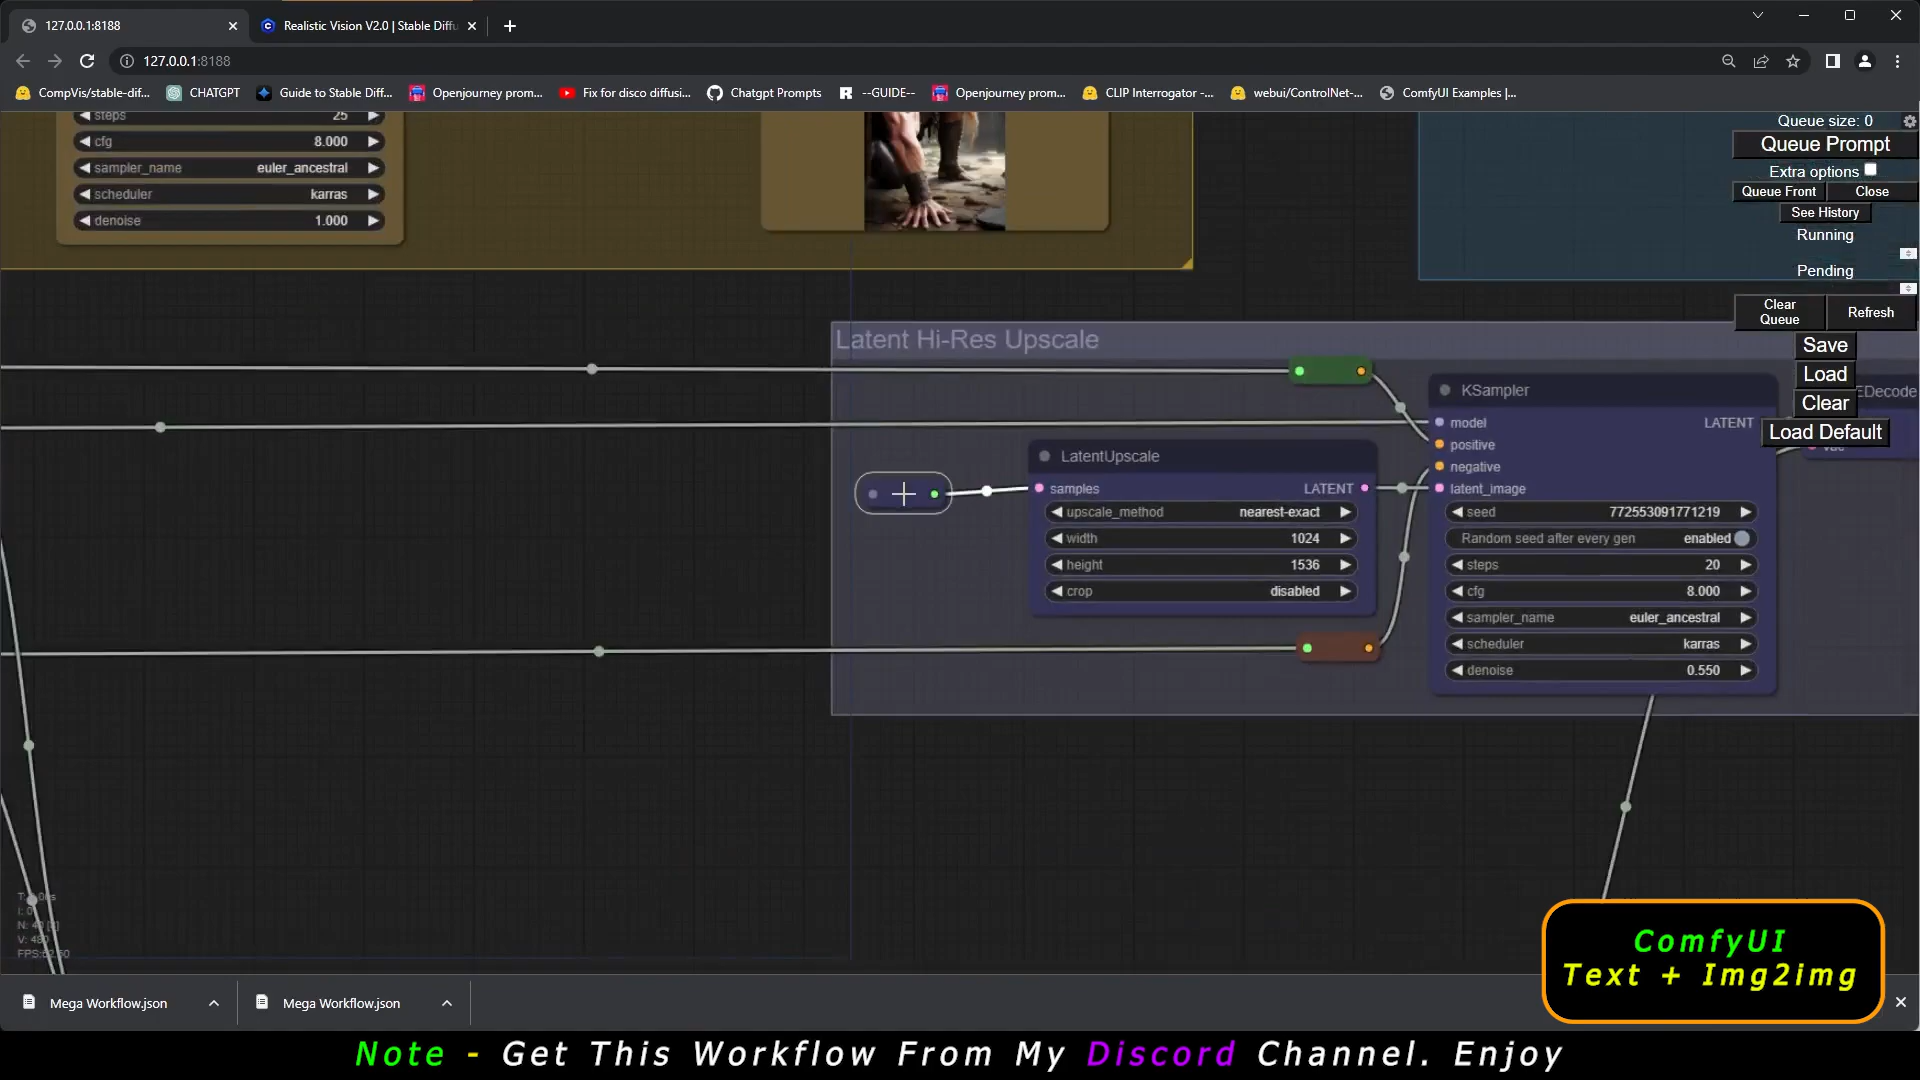 127.0.0.1:8188
Realistic Vision V2.0 | Stable Diffu
127.0.0.1:8188
CompVis/stable-dif...
CHATGPT
Guide to Stable Diff...
Openjourney prom...
Fix for disco diffusi...
Chatgpt Prompts
--GUIDE--
Openjourney prom...
CLIP Interrogator -...
webui/ControlNet-...
ComfyUI Examples |...
steps 25
cfg 8.000
sampler_name euler_ancestral
scheduler karras
denoise 1.000
Queue size: 0
Queue Prompt
Extra options
Queue Front Close
See History
Running
Pending
Clear Queue
Refresh
Save
Load
Clear
Load Default
Latent Hi-Res Upscale
LatentUpscale
samples LATENT
upscale_method nearest-exact
width 1024
height 1536
crop disabled
KSampler
model LATENT
positive
negative
latent_image
seed 772553091771219
Random seed after every gen enabled
steps 20
cfg 8.000
sampler_name euler_ancestral
scheduler karras
denoise 0.550
EDecode
vae
I: 0
Mega Workflow.json
Mega Workflow.json
ComfyUI
Text + Img2img
Note - Get This Workflow From My Discord Channel. Enjoy